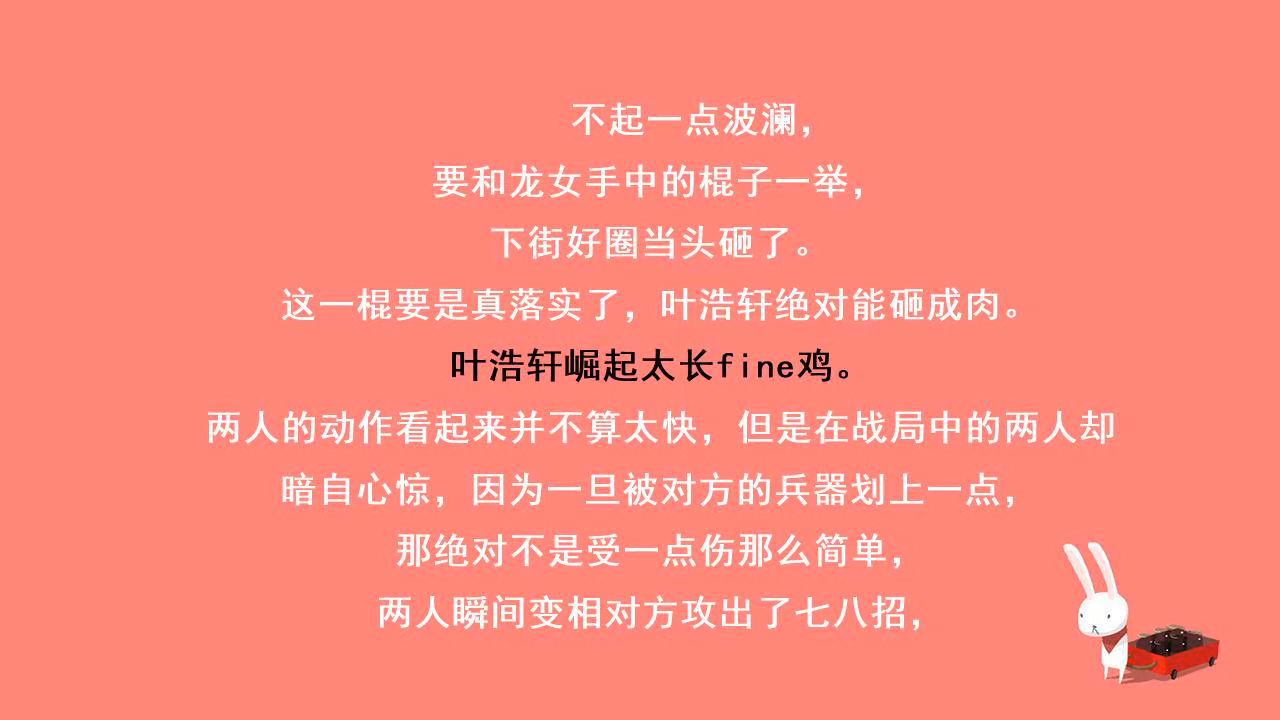 不起一点波澜，
要和龙女手中的棍子一举，
下街好圈当头砸了。
这一棍要是真落实了，叶浩轩绝对能砸成肉。
叶浩轩崛起太长fine鸡。
两人的动作看起来并不算太快，但是在战局中的两人却
暗自心惊，因为一旦被对方的兵器划上一点，
那绝对不是受一点伤那么简单，
两人瞬间变相对方攻出了七八招，